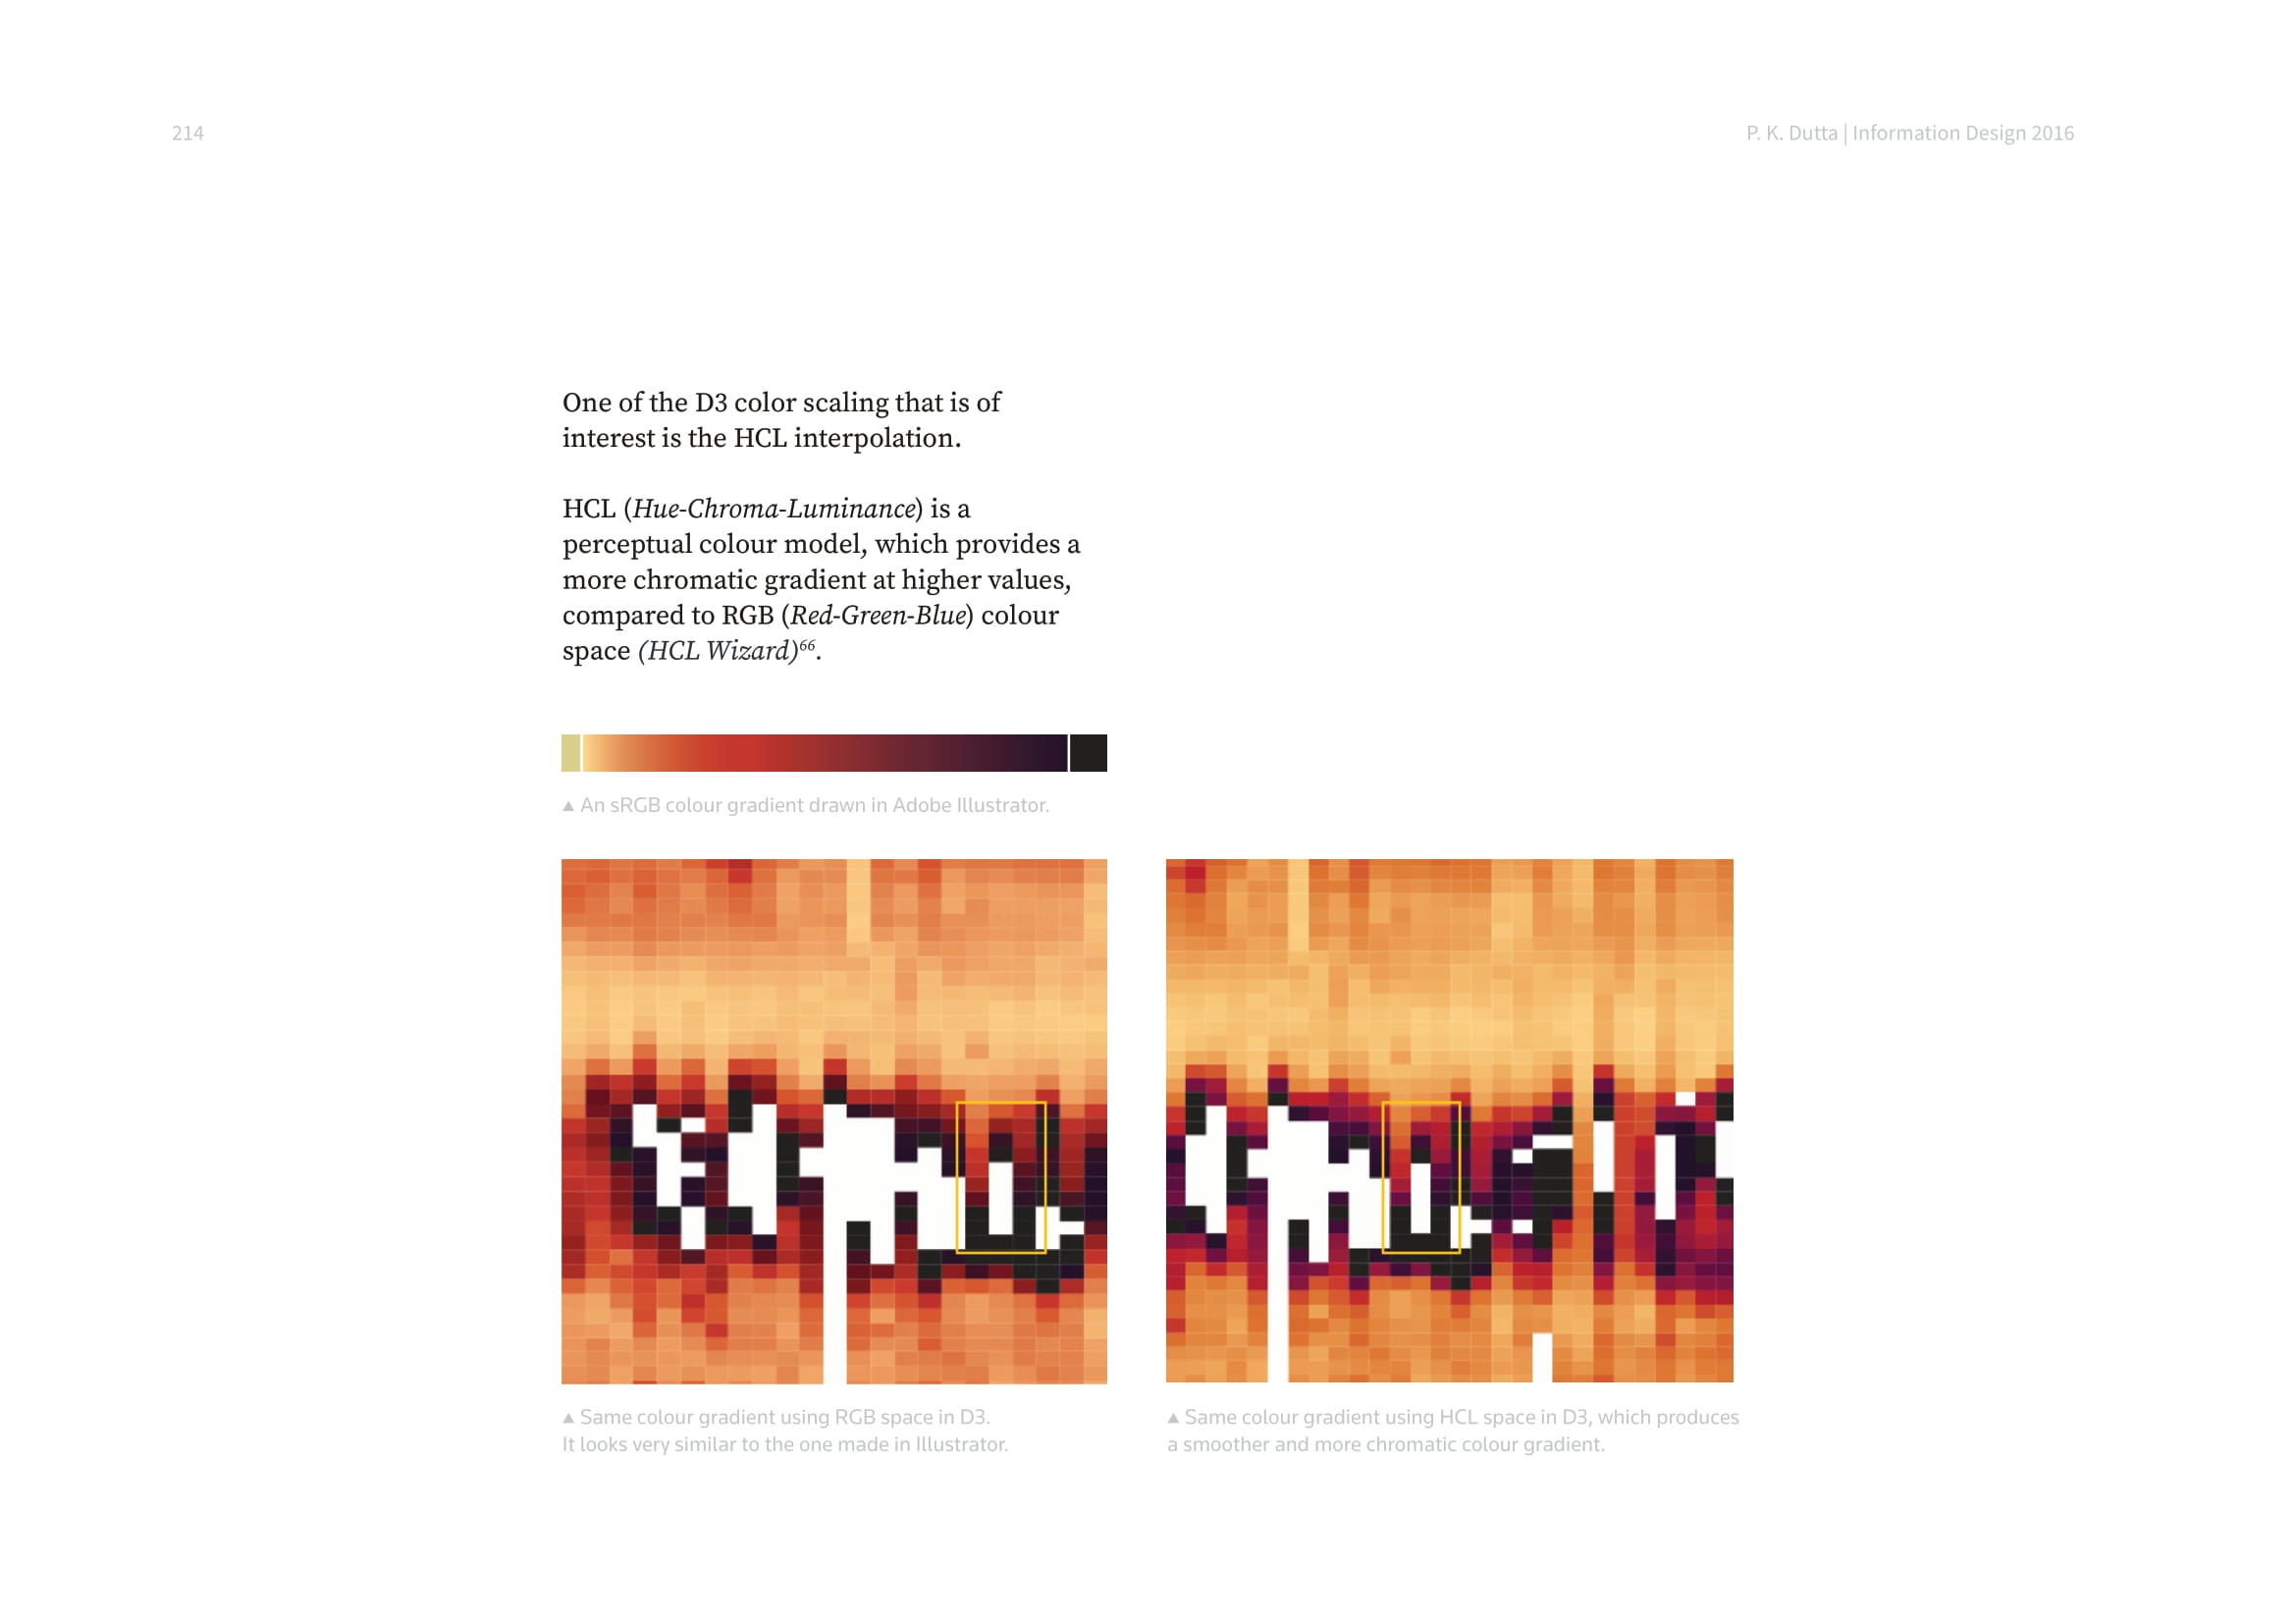 214
P. K. Dutta | Information Design 2016
One of the D3 color scaling that is of
interest is the HCL interpolation.
HCL (Hue-Chroma-Luminance) is a
perceptual colour model, which provides a
more chromatic gradient at higher values,
compared to RGB (Red-Green-Blue) colour
space (HCL Wizard)⁶⁶.
▲ An sRGB colour gradient drawn in Adobe Illustrator.
▲ Same colour gradient using RGB space in D3.
It looks very similar to the one made in Illustrator.
▲ Same colour gradient using HCL space in D3, which produces
a smoother and more chromatic colour gradient.